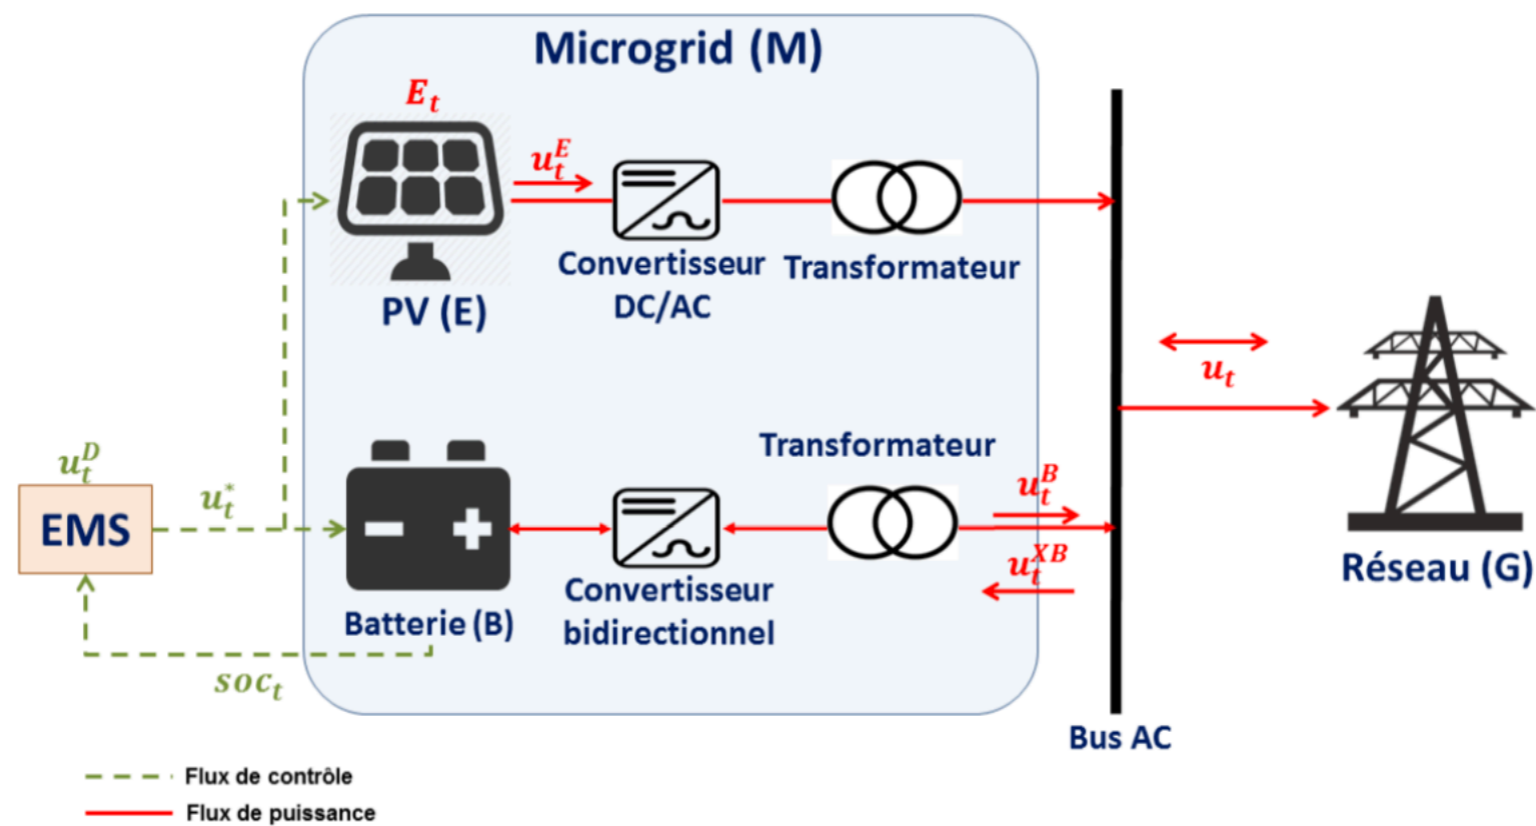 Microgrid (M)
E_t
u_t^E
Convertisseur
DC/AC
Transformateur
PV (E)
u_t
Transformateur
u_t^D
EMS
u_t^*
u_t^B
u_t^{XB}
Réseau (G)
Convertisseur
bidirectionnel
Batterie (B)
soc_t
Bus AC
Flux de contrôle
Flux de puissance